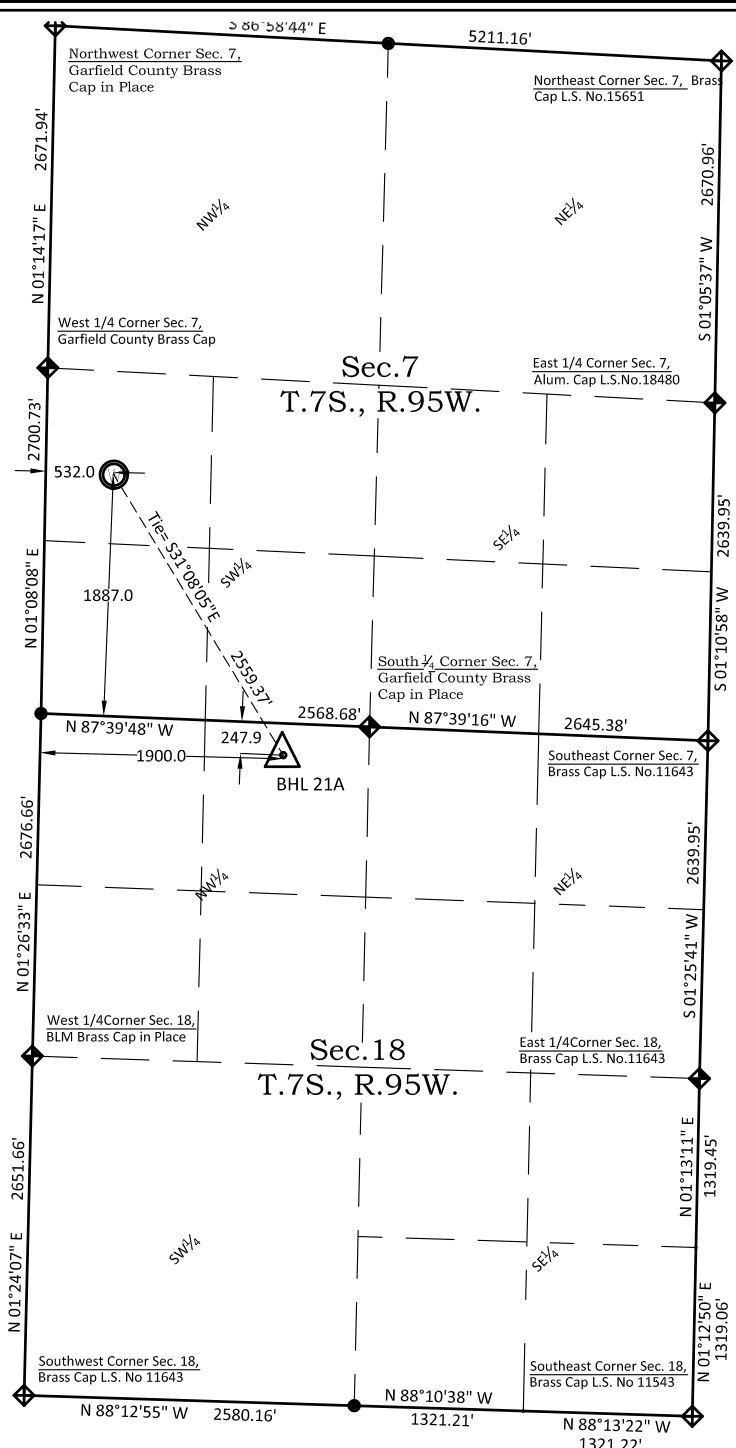 S 86°58'44" E
5211.16'
Northwest Corner Sec. 7,
Garfield County Brass
Cap in Place
Northeast Corner Sec. 7, Brass
Cap L.S. No.15651
2671.94'
N 01°14'17" E
2670.96'
S 01°05'37" W
NW¼
NE¼
West 1/4 Corner Sec. 7,
Garfield County Brass Cap
East 1/4 Corner Sec. 7,
Alum. Cap L.S.No.18480
Sec.7
T.7S., R.95W.
2700.73'
N 01°08'08" E
532.0
1887.0
Tie= S31°08'05"E
2559.37'
SW¼
SE¼
2639.95'
S 01°10'58" W
South ¼ Corner Sec. 7,
Garfield County Brass
Cap in Place
N 87°39'48" W
2568.68'
N 87°39'16" W
2645.38'
247.9
1900.0
BHL 21A
Southeast Corner Sec. 7,
Brass Cap L.S. No.11643
2676.66'
N 01°26'33" E
2639.95'
S 01°25'41" W
NW¼
NE¼
West 1/4Corner Sec. 18,
BLM Brass Cap in Place
East 1/4Corner Sec. 18,
Brass Cap L.S. No.11643
Sec.18
T.7S., R.95W.
2651.66'
N 01°24'07" E
N 01°13'11" E
1319.45'
SW¼
SE¼
N 01°12'50" E
1319.06'
Southwest Corner Sec. 18,
Brass Cap L.S. No 11643
Southeast Corner Sec. 18,
Brass Cap L.S. No 11543
N 88°12'55" W
2580.16'
N 88°10'38" W
1321.21'
N 88°13'22" W
1321.22'